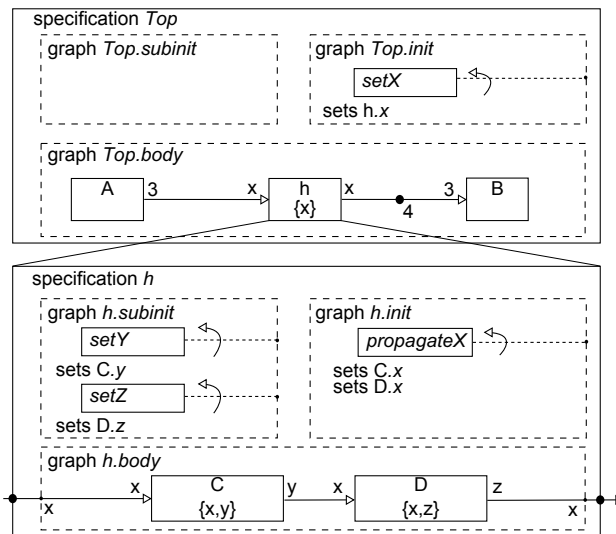 specification Top
graph Top.subinit
graph Top.init
setX
sets h.x
graph Top.body
A 3 x h x 3 B
{x} 4
specification h
graph h.subinit
graph h.init
setY
propagateX
sets C.y
sets C.x
sets D.x
setZ
sets D.z
graph h.body
x C y x D z
x {x,y} {x,z} x